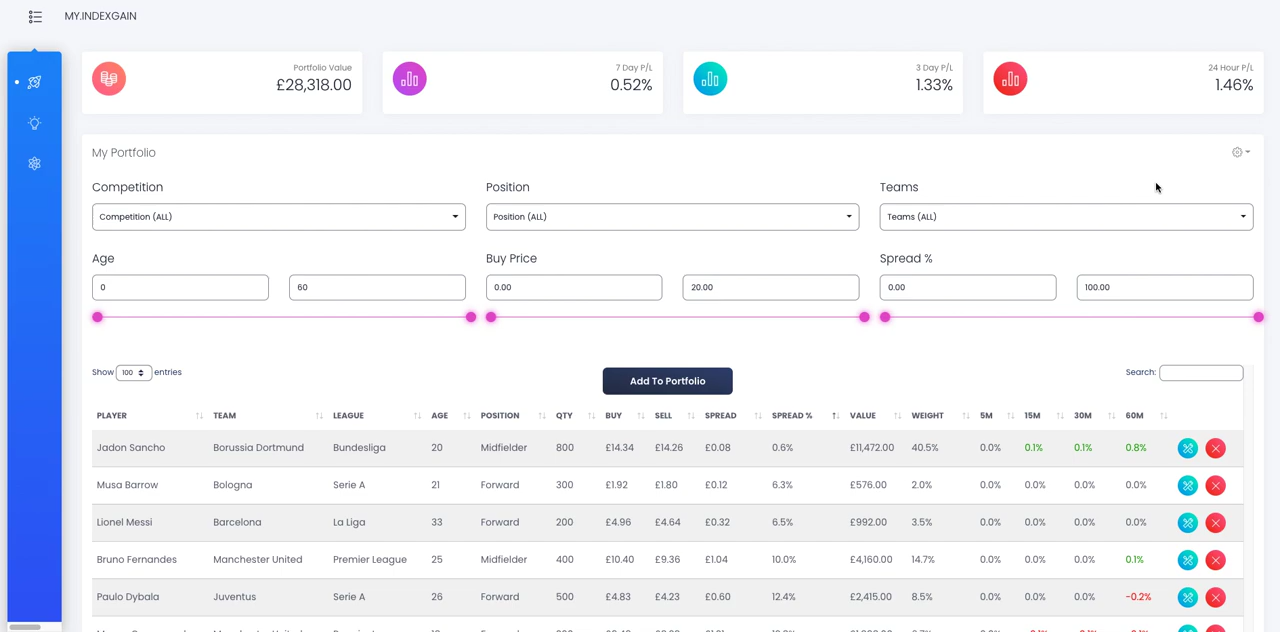 MY.INDEXGAIN
Portfolio Value
£28,318.00
7 Day P/L
0.52%
3 Day P/L
1.33%
24 Hour P/L
1.46%
My Portfolio
Competition Position Teams
Competition (ALL) Position (ALL) Teams (ALL)
Age Buy Price Spread %
0 60 0.00 20.00 0.00 100.00
Show 100 entries Add To Portfolio Search:
PLAYER TEAM LEAGUE AGE POSITION QTY BUY SELL SPREAD SPREAD % VALUE WEIGHT 5M 15M 30M 60M
Jadon Sancho Borussia Dortmund Bundesliga 20 Midfielder 800 £14.34 £14.26 £0.08 0.6% £11,472.00 40.5% 0.0% 0.1% 0.1% 0.8%
Musa Barrow Bologna Serie A 21 Forward 300 £1.92 £1.80 £0.12 6.3% £576.00 2.0% 0.0% 0.0% 0.0% 0.0%
Lionel Messi Barcelona La Liga 33 Forward 200 £4.96 £4.64 £0.32 6.5% £992.00 3.5% 0.0% 0.0% 0.0% 0.0%
Bruno Fernandes Manchester United Premier League 25 Midfielder 400 £10.40 £9.36 £1.04 10.0% £4,160.00 14.7% 0.0% 0.0% 0.0% 0.1%
Paulo Dybala Juventus Serie A 26 Forward 500 £4.83 £4.23 £0.60 12.4% £2,415.00 8.5% 0.0% 0.0% 0.0% -0.2%